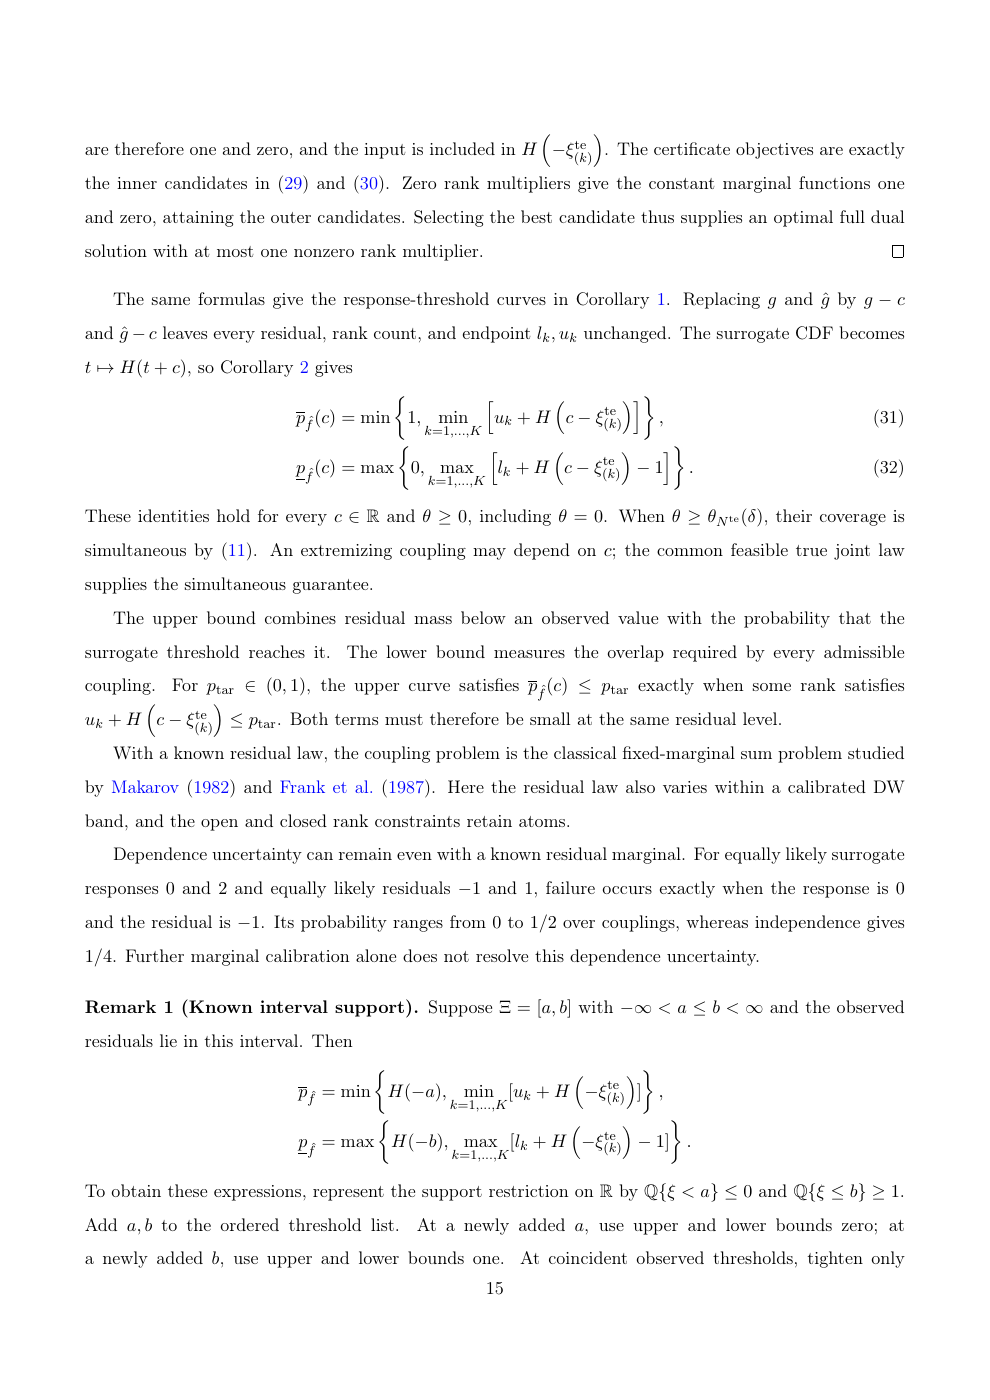 are therefore one and zero, and the input is included in H(−ξ^te_(k)). The certificate objectives are exactly
the inner candidates in (29) and (30). Zero rank multipliers give the constant marginal functions one
and zero, attaining the outer candidates. Selecting the best candidate thus supplies an optimal full dual
solution with at most one nonzero rank multiplier. □
The same formulas give the response-threshold curves in Corollary 1. Replacing g and ĝ by g − c
and ĝ − c leaves every residual, rank count, and endpoint l_k, u_k unchanged. The surrogate CDF becomes
t ↦ H(t + c), so Corollary 2 gives
p̅_f̂(c) = min { 1, min_{k=1,...,K} [ u_k + H(c − ξ^te_(k)) ] }, (31)
p̲_f̂(c) = max { 0, max_{k=1,...,K} [ l_k + H(c − ξ^te_(k)) − 1 ] }. (32)
These identities hold for every c ∈ ℝ and θ ≥ 0, including θ = 0. When θ ≥ θ_{N^te}(δ), their coverage is
simultaneous by (11). An extremizing coupling may depend on c; the common feasible true joint law
supplies the simultaneous guarantee.
The upper bound combines residual mass below an observed value with the probability that the
surrogate threshold reaches it. The lower bound measures the overlap required by every admissible
coupling. For p_tar ∈ (0, 1), the upper curve satisfies p̅_f̂(c) ≤ p_tar exactly when some rank satisfies
u_k + H(c − ξ^te_(k)) ≤ p_tar. Both terms must therefore be small at the same residual level.
With a known residual law, the coupling problem is the classical fixed-marginal sum problem studied
by Makarov (1982) and Frank et al. (1987). Here the residual law also varies within a calibrated DW
band, and the open and closed rank constraints retain atoms.
Dependence uncertainty can remain even with a known residual marginal. For equally likely surrogate
responses 0 and 2 and equally likely residuals −1 and 1, failure occurs exactly when the response is 0
and the residual is −1. Its probability ranges from 0 to 1/2 over couplings, whereas independence gives
1/4. Further marginal calibration alone does not resolve this dependence uncertainty.
Remark 1 (Known interval support). Suppose Ξ = [a, b] with −∞ < a ≤ b < ∞ and the observed
residuals lie in this interval. Then
p̅_f̂ = min { H(−a), min_{k=1,...,K} [u_k + H(−ξ^te_(k))] },
p̲_f̂ = max { H(−b), max_{k=1,...,K} [l_k + H(−ξ^te_(k)) − 1] }.
To obtain these expressions, represent the support restriction on ℝ by ℚ{ξ < a} ≤ 0 and ℚ{ξ ≤ b} ≥ 1.
Add a, b to the ordered threshold list. At a newly added a, use upper and lower bounds zero; at
a newly added b, use upper and lower bounds one. At coincident observed thresholds, tighten only
15